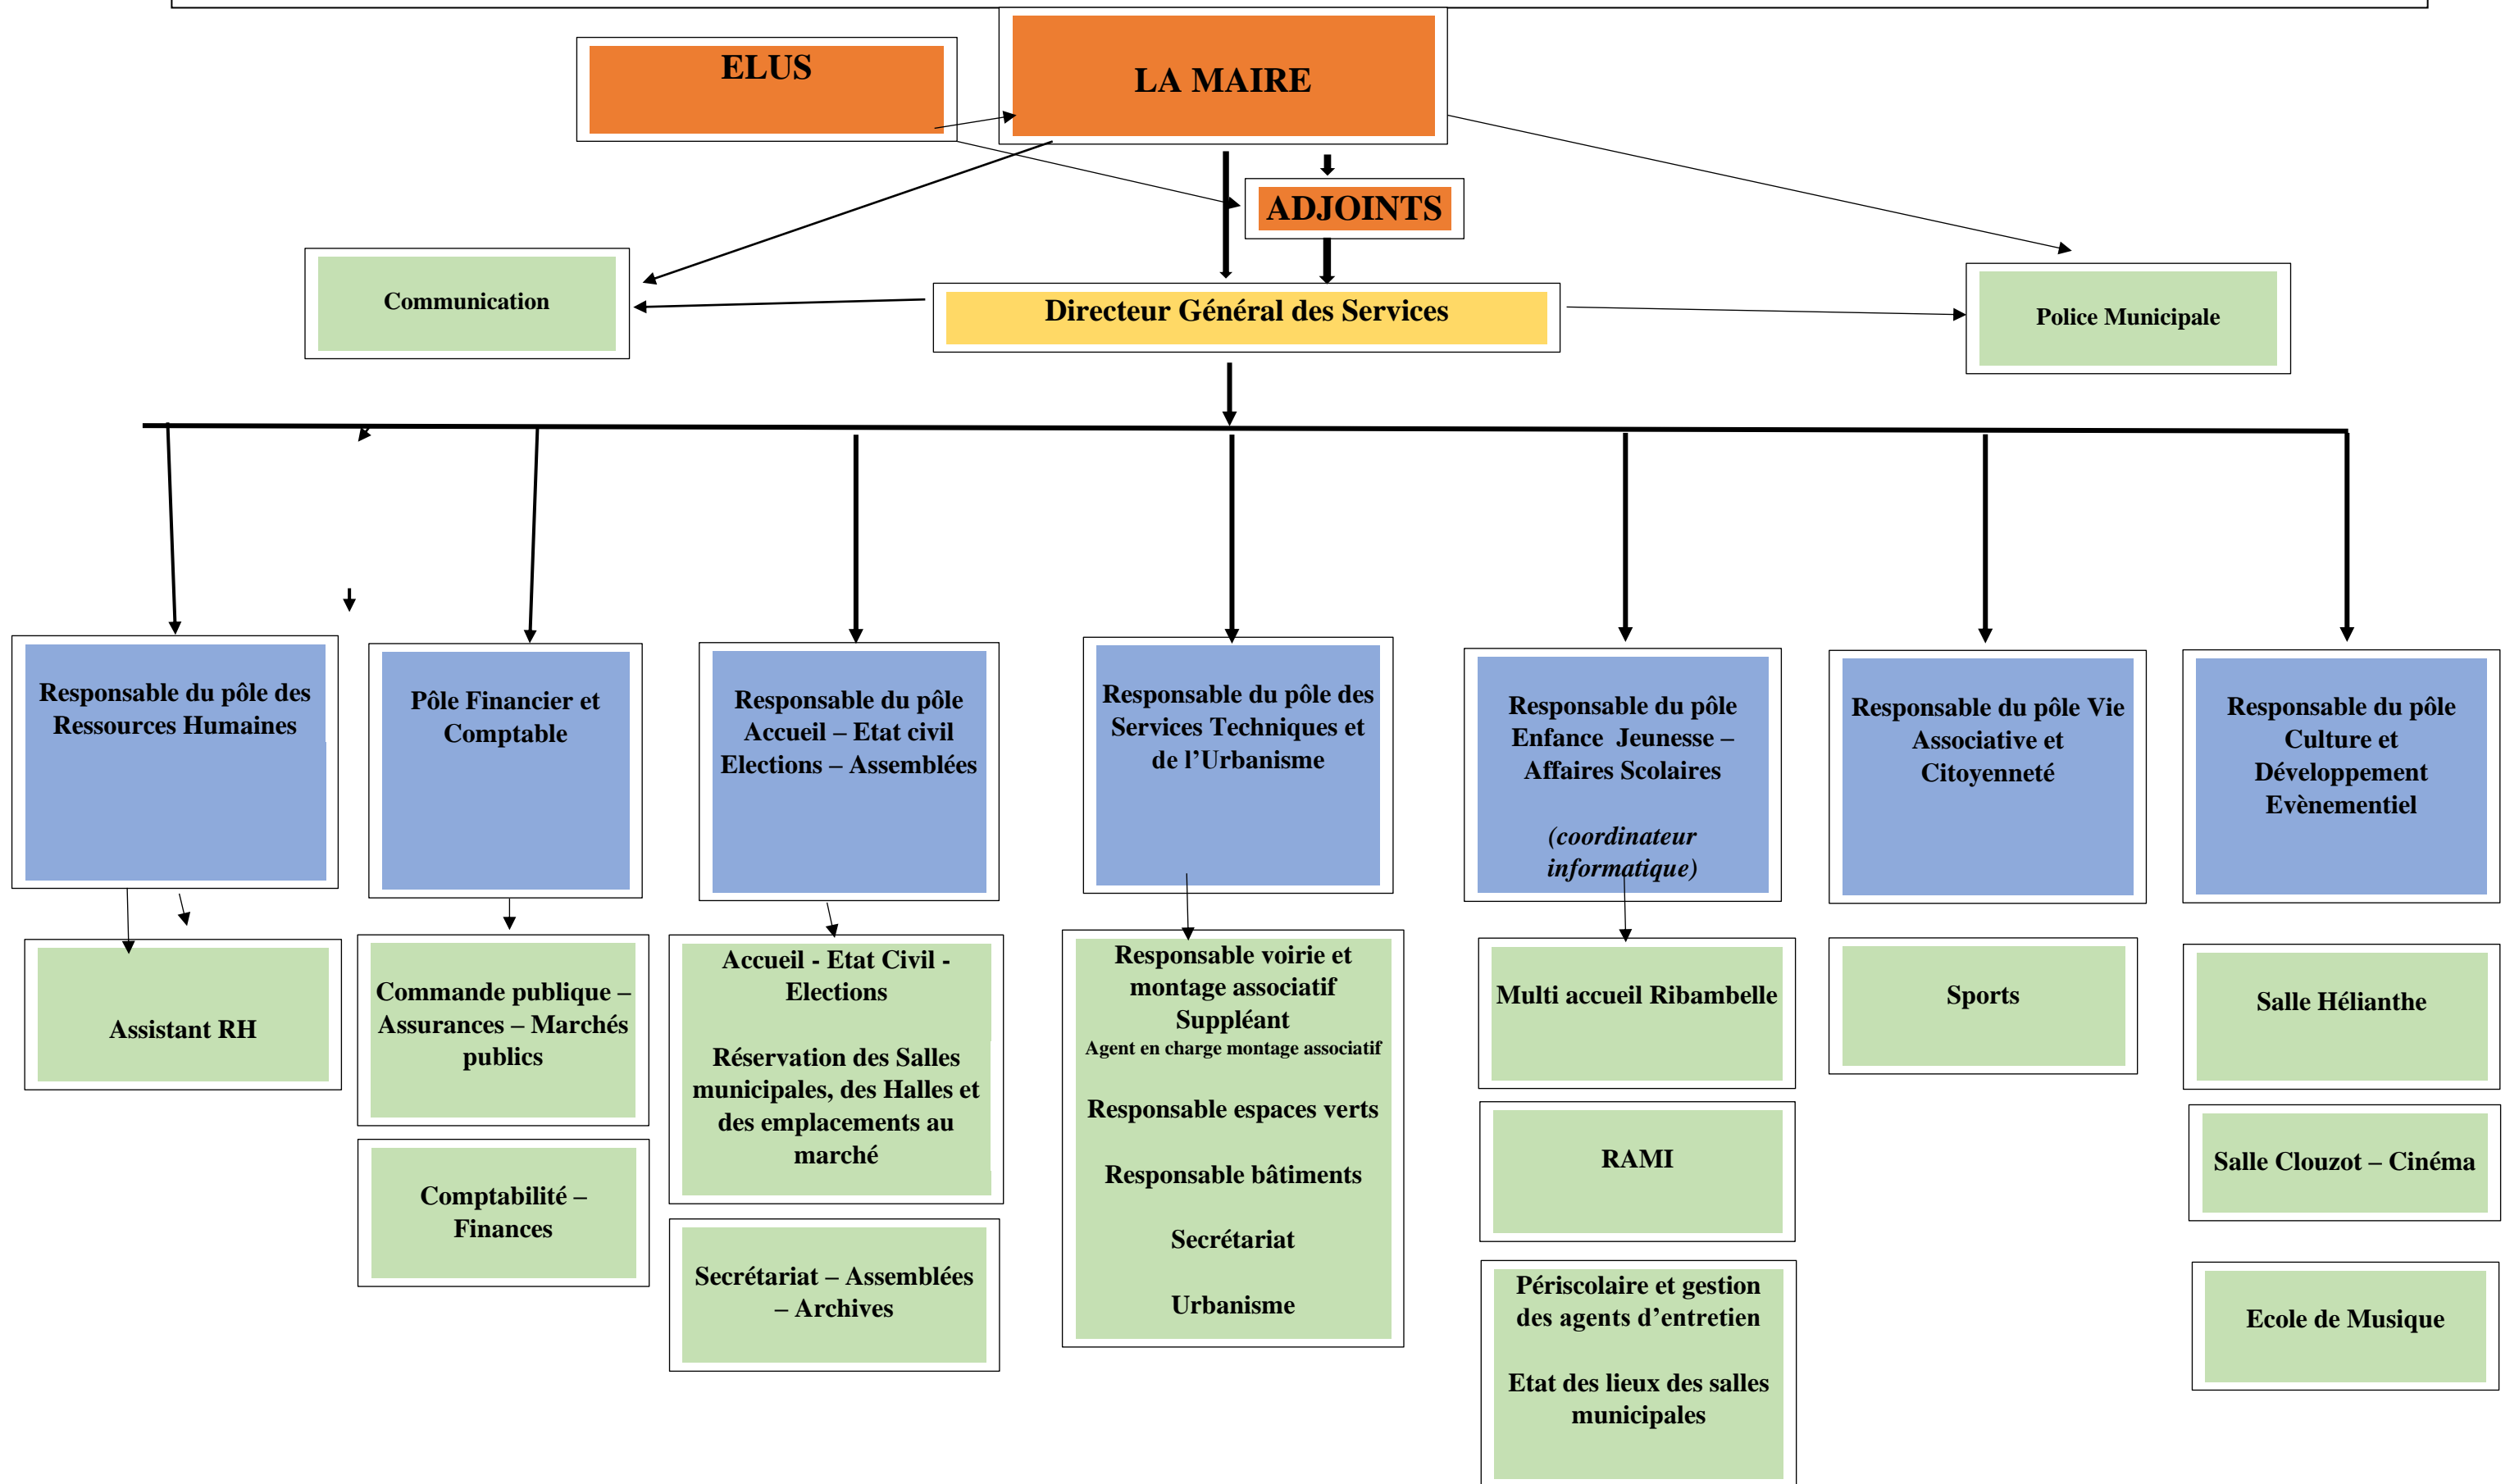 ELUS
LA MAIRE
ADJOINTS
Communication
Directeur Général des Services
Police Municipale
Responsable du pôle des
Ressources Humaines
Pôle Financier et
Comptable
Responsable du pôle
Accueil – Etat civil
Elections – Assemblées
Responsable du pôle des
Services Techniques et
de l’Urbanisme
Responsable du pôle
Enfance  Jeunesse –
Affaires Scolaires
(coordinateur
informatique)
Responsable du pôle Vie
Associative et
Citoyenneté
Responsable du pôle
Culture et
Développement
Evènementiel
Assistant RH
Commande publique –
Assurances – Marchés
publics
Comptabilité –
Finances
Accueil - Etat Civil -
Elections
Réservation des Salles
municipales, des Halles et
des emplacements au
marché
Secrétariat – Assemblées
– Archives
Responsable voirie et
montage associatif
Suppléant
Agent en charge montage associatif
Responsable espaces verts
Responsable bâtiments
Secrétariat
Urbanisme
Multi accueil Ribambelle
RAMI
Périscolaire et gestion
des agents d’entretien
Etat des lieux des salles
municipales
Sports
Salle Hélianthe
Salle Clouzot – Cinéma
Ecole de Musique